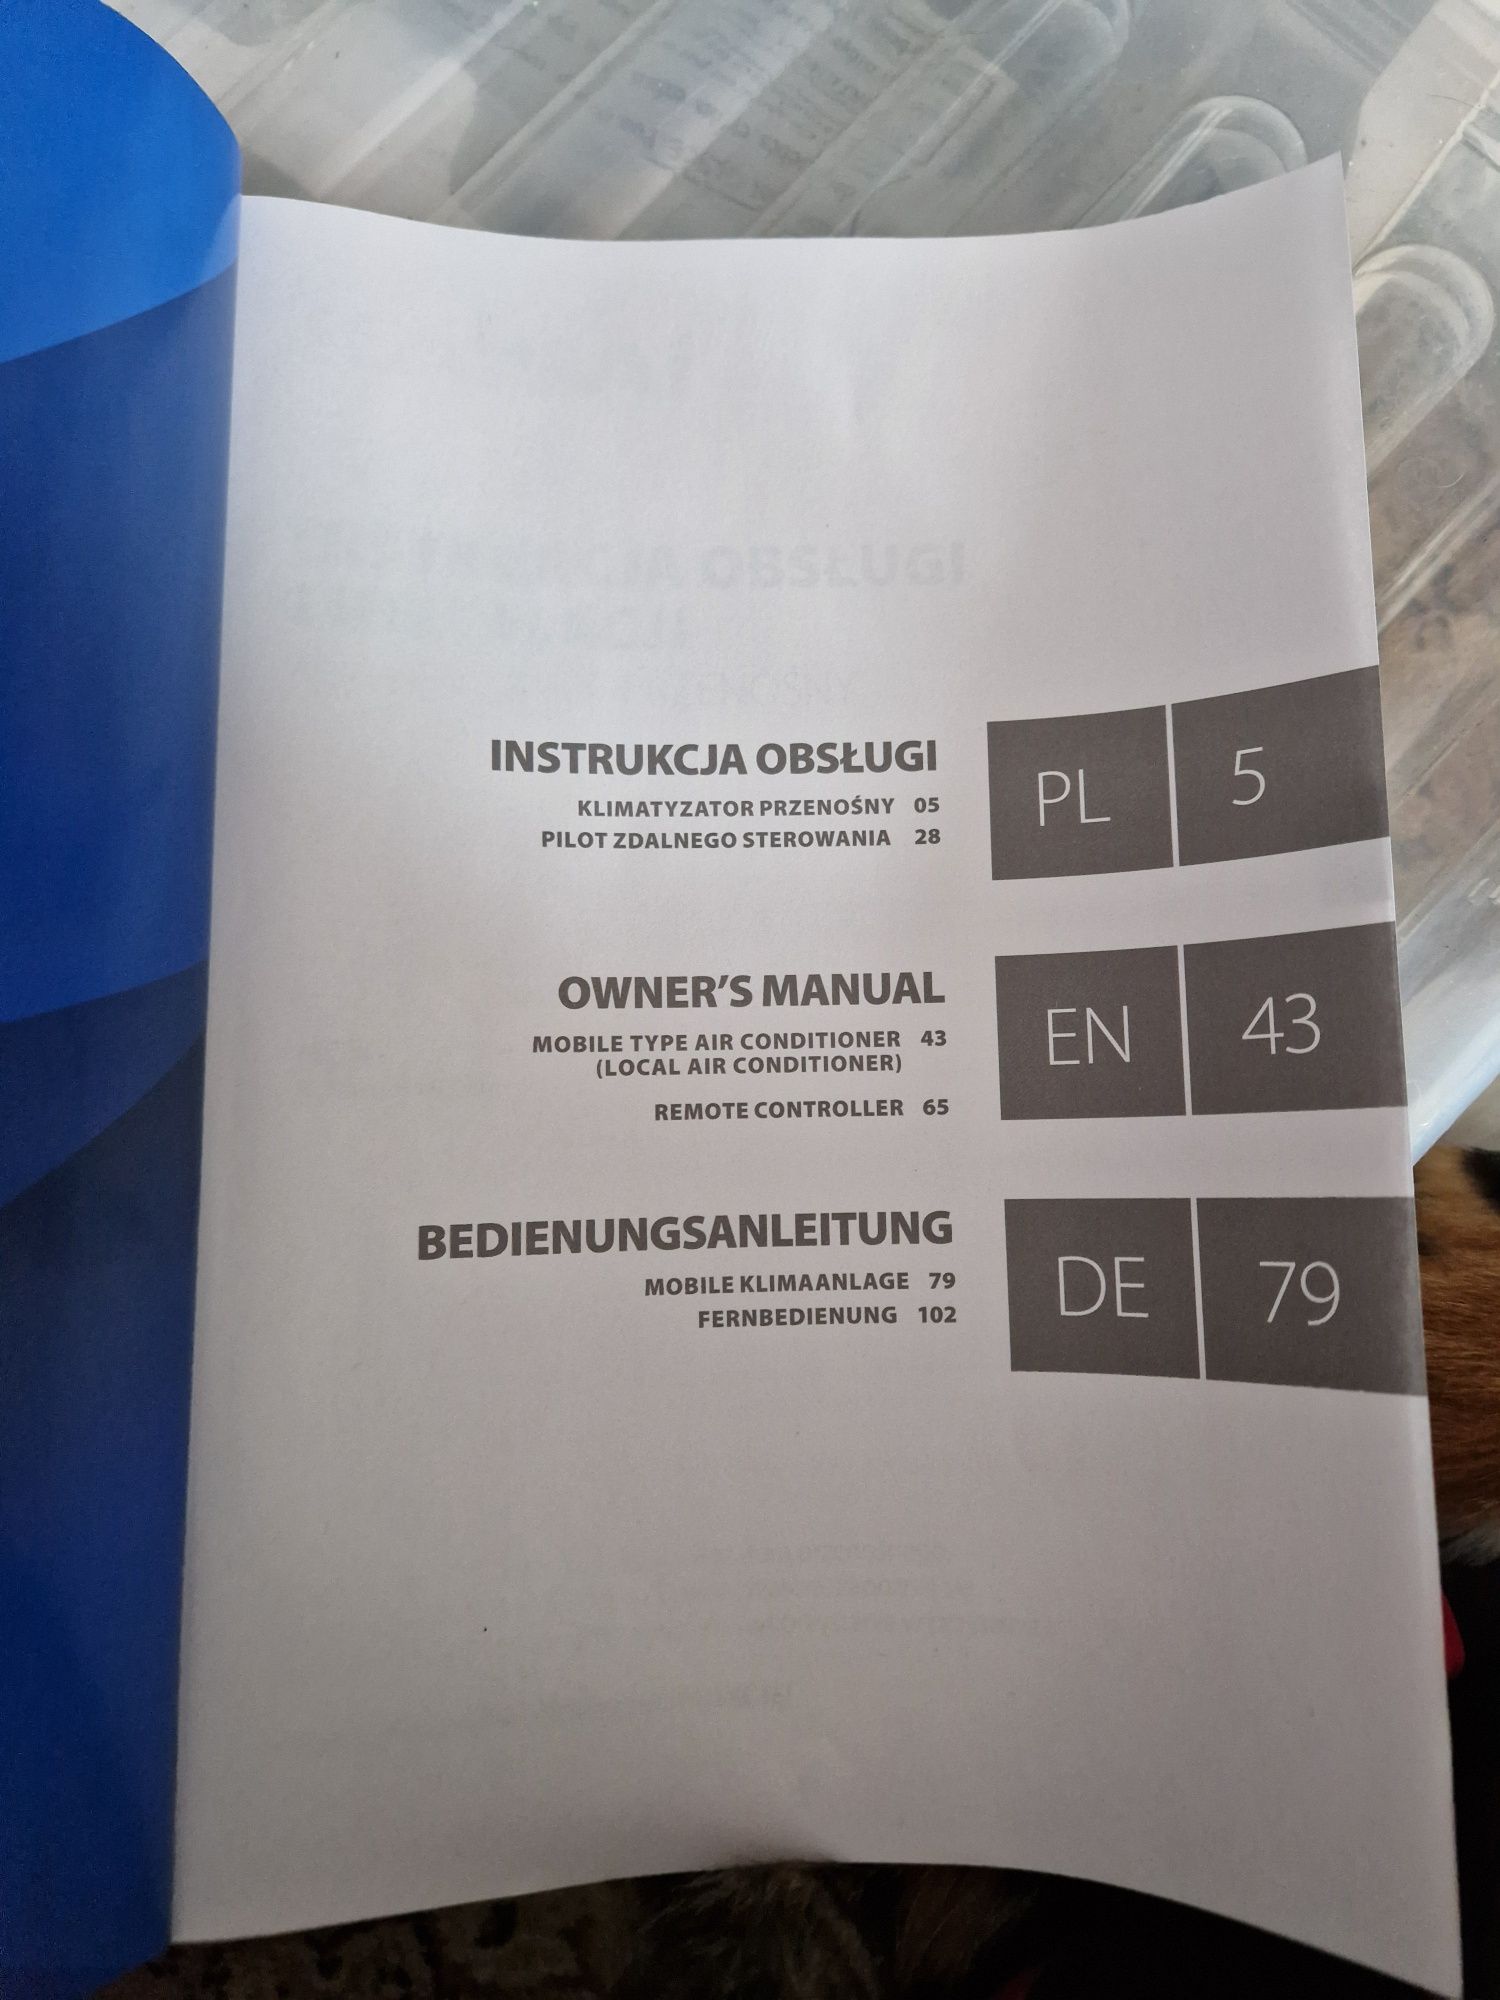 INSTRUKCJA OBSŁUGI
KLIMATYZATOR PRZENOŚNY 05
PILOT ZDALNEGO STEROWANIA 28
PL 5
OWNER'S MANUAL
MOBILE TYPE AIR CONDITIONER 43
(LOCAL AIR CONDITIONER)
REMOTE CONTROLLER 65
EN 43
BEDIENUNGSANLEITUNG
MOBILE KLIMAANLAGE 79
FERNBEDIENUNG 102
DE 79